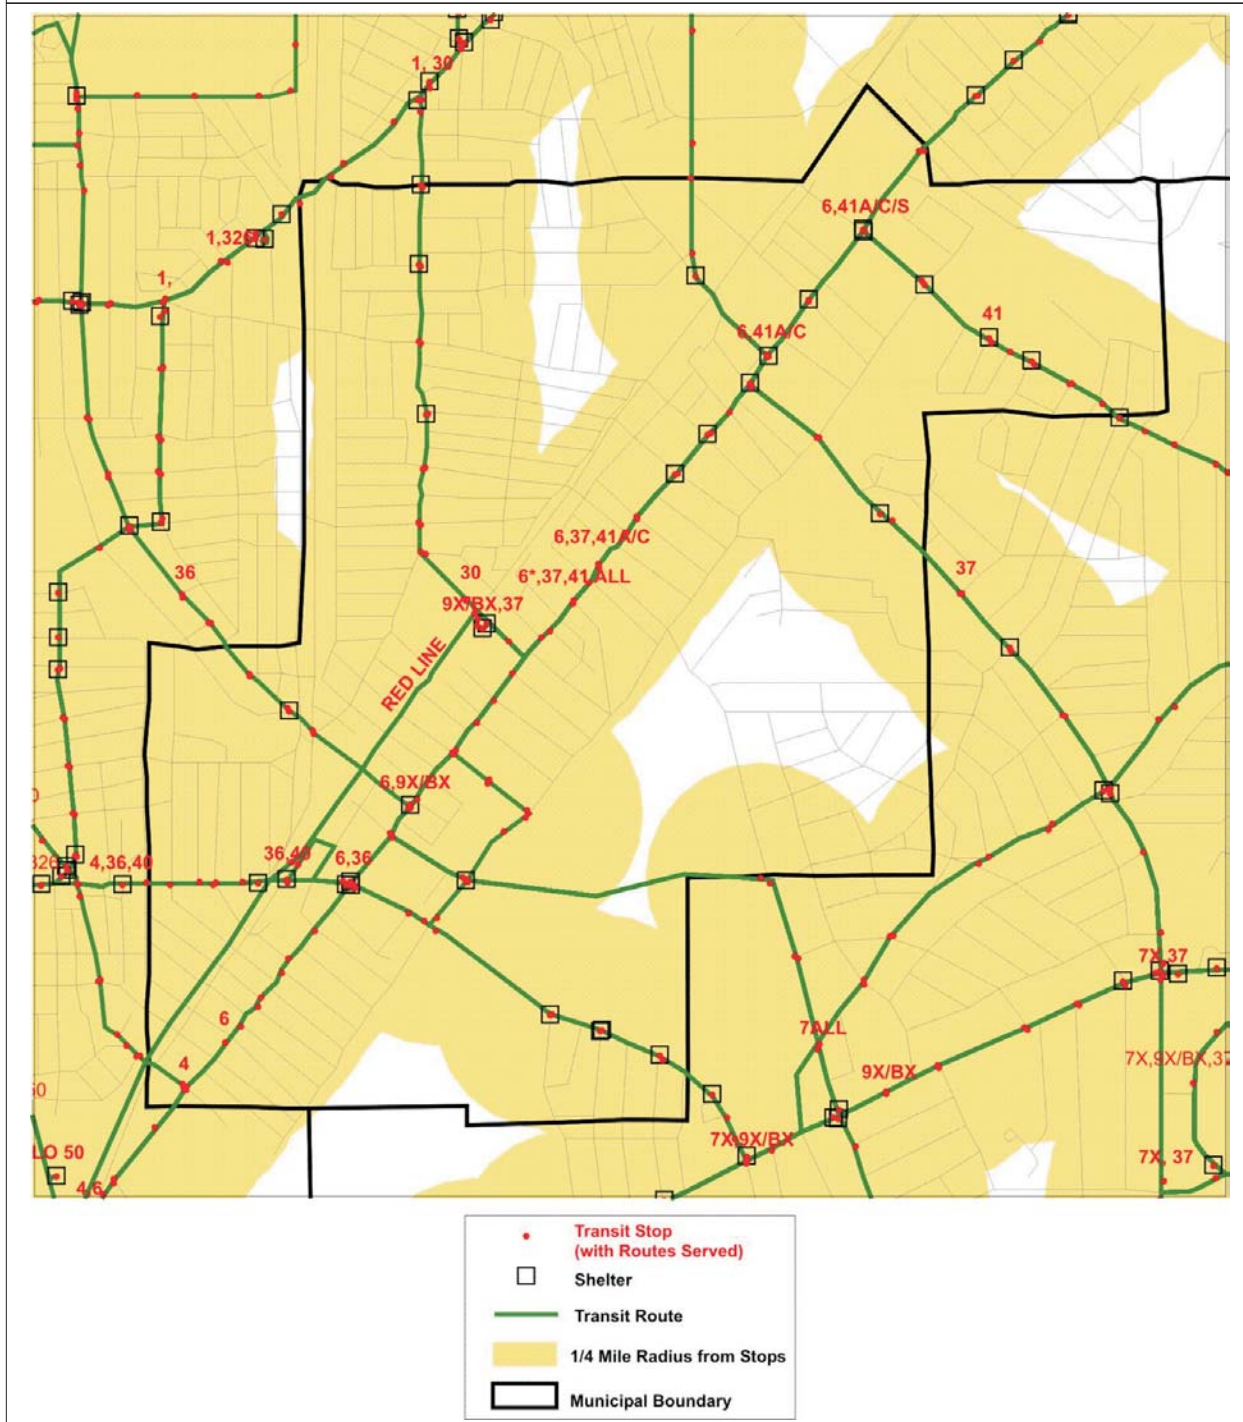 1, 30
6,41A/C/S
1,326
1,
41
6,41A/C
6,37,41A/C
36
30
6*,37,41 ALL
37
9X/BX,37
RED LINE
6,9X/BX
326
4,36,40
36,40
6,36
7X,37
6
7ALL
7X,9X/BX,37
4
9X/BX
50
7X,9X/BX
LO 50
7X, 37
4,6
Transit Stop
(with Routes Served)
Shelter
Transit Route
1/4 Mile Radius from Stops
Municipal Boundary